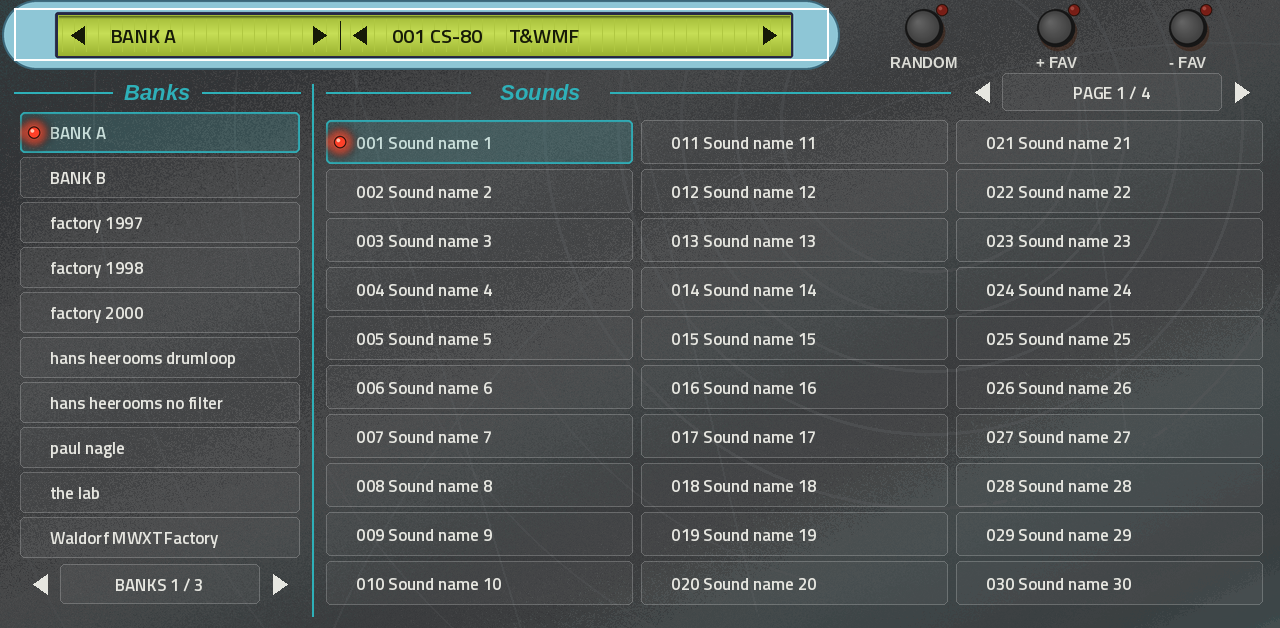 BANK A 001 CS-80 T&WMF
RANDOM + FAV - FAV
Banks Sounds PAGE 1 / 4
BANK A
BANK B
factory 1997
factory 1998
factory 2000
hans heerooms drumloop
hans heerooms no filter
paul nagle
the lab
Waldorf MWXT Factory
BANKS 1 / 3
001 Sound name 1
002 Sound name 2
003 Sound name 3
004 Sound name 4
005 Sound name 5
006 Sound name 6
007 Sound name 7
008 Sound name 8
009 Sound name 9
010 Sound name 10
011 Sound name 11
012 Sound name 12
013 Sound name 13
014 Sound name 14
015 Sound name 15
016 Sound name 16
017 Sound name 17
018 Sound name 18
019 Sound name 19
020 Sound name 20
021 Sound name 21
022 Sound name 22
023 Sound name 23
024 Sound name 24
025 Sound name 25
026 Sound name 26
027 Sound name 27
028 Sound name 28
029 Sound name 29
030 Sound name 30